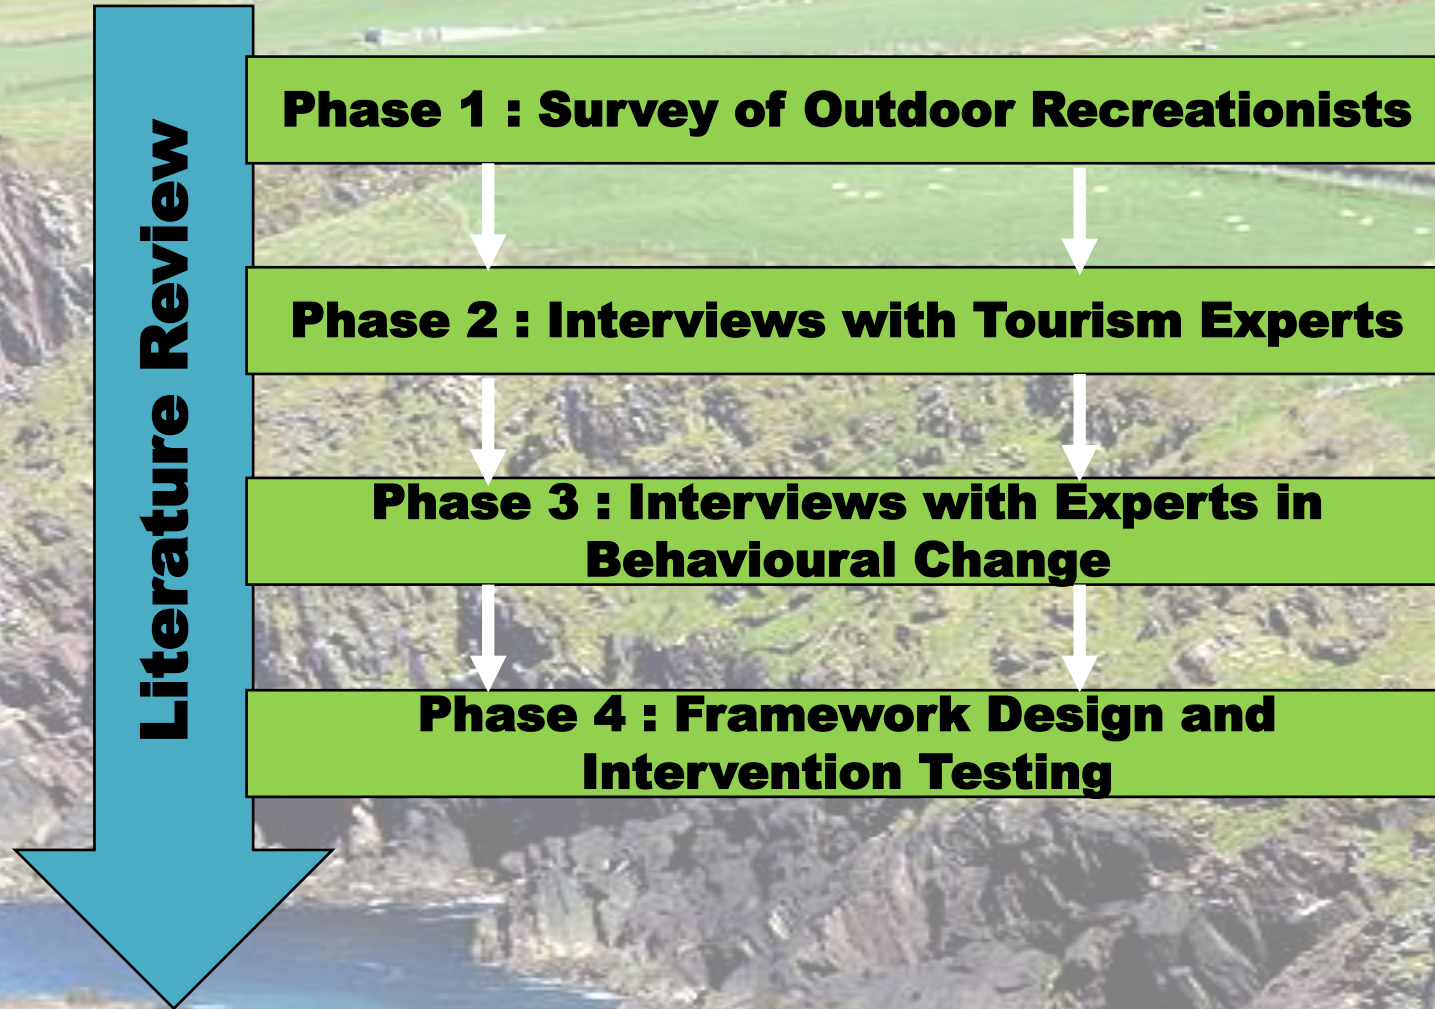 Literature Review
Phase 1 : Survey of Outdoor Recreationists
Phase 2 : Interviews with Tourism Experts
Phase 3 : Interviews with Experts in
Behavioural Change
Phase 4 : Framework Design and
Intervention Testing